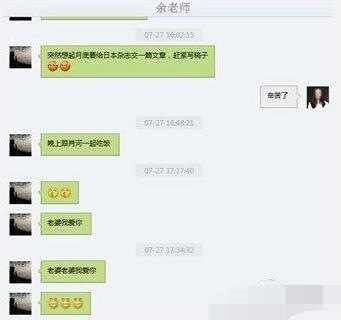 余老师
07-27 16:02:15
突然想起月底要给日本杂志交一篇文章，赶紧写稿子
辛苦了
07-27 16:48:21
晚上跟丹河一起吃饭
07-27 17:17:40
老婆我爱你
07-27 17:34:32
老婆老婆我爱你